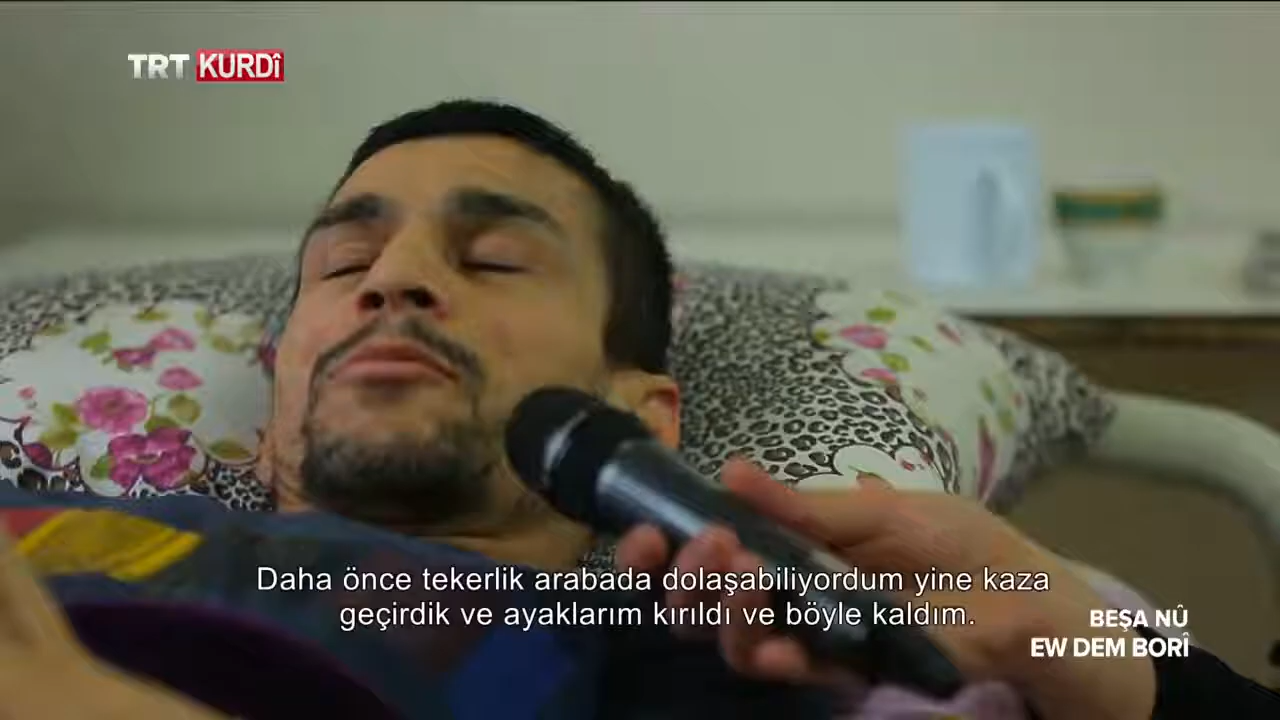 TRT KURDÎ
Daha önce tekerlik arabada dolaşabiliyordum yine kaza
geçirdik ve ayaklarım kırıldı ve böyle kaldım.
BEŞA NÛ
EW DEM BORÎ